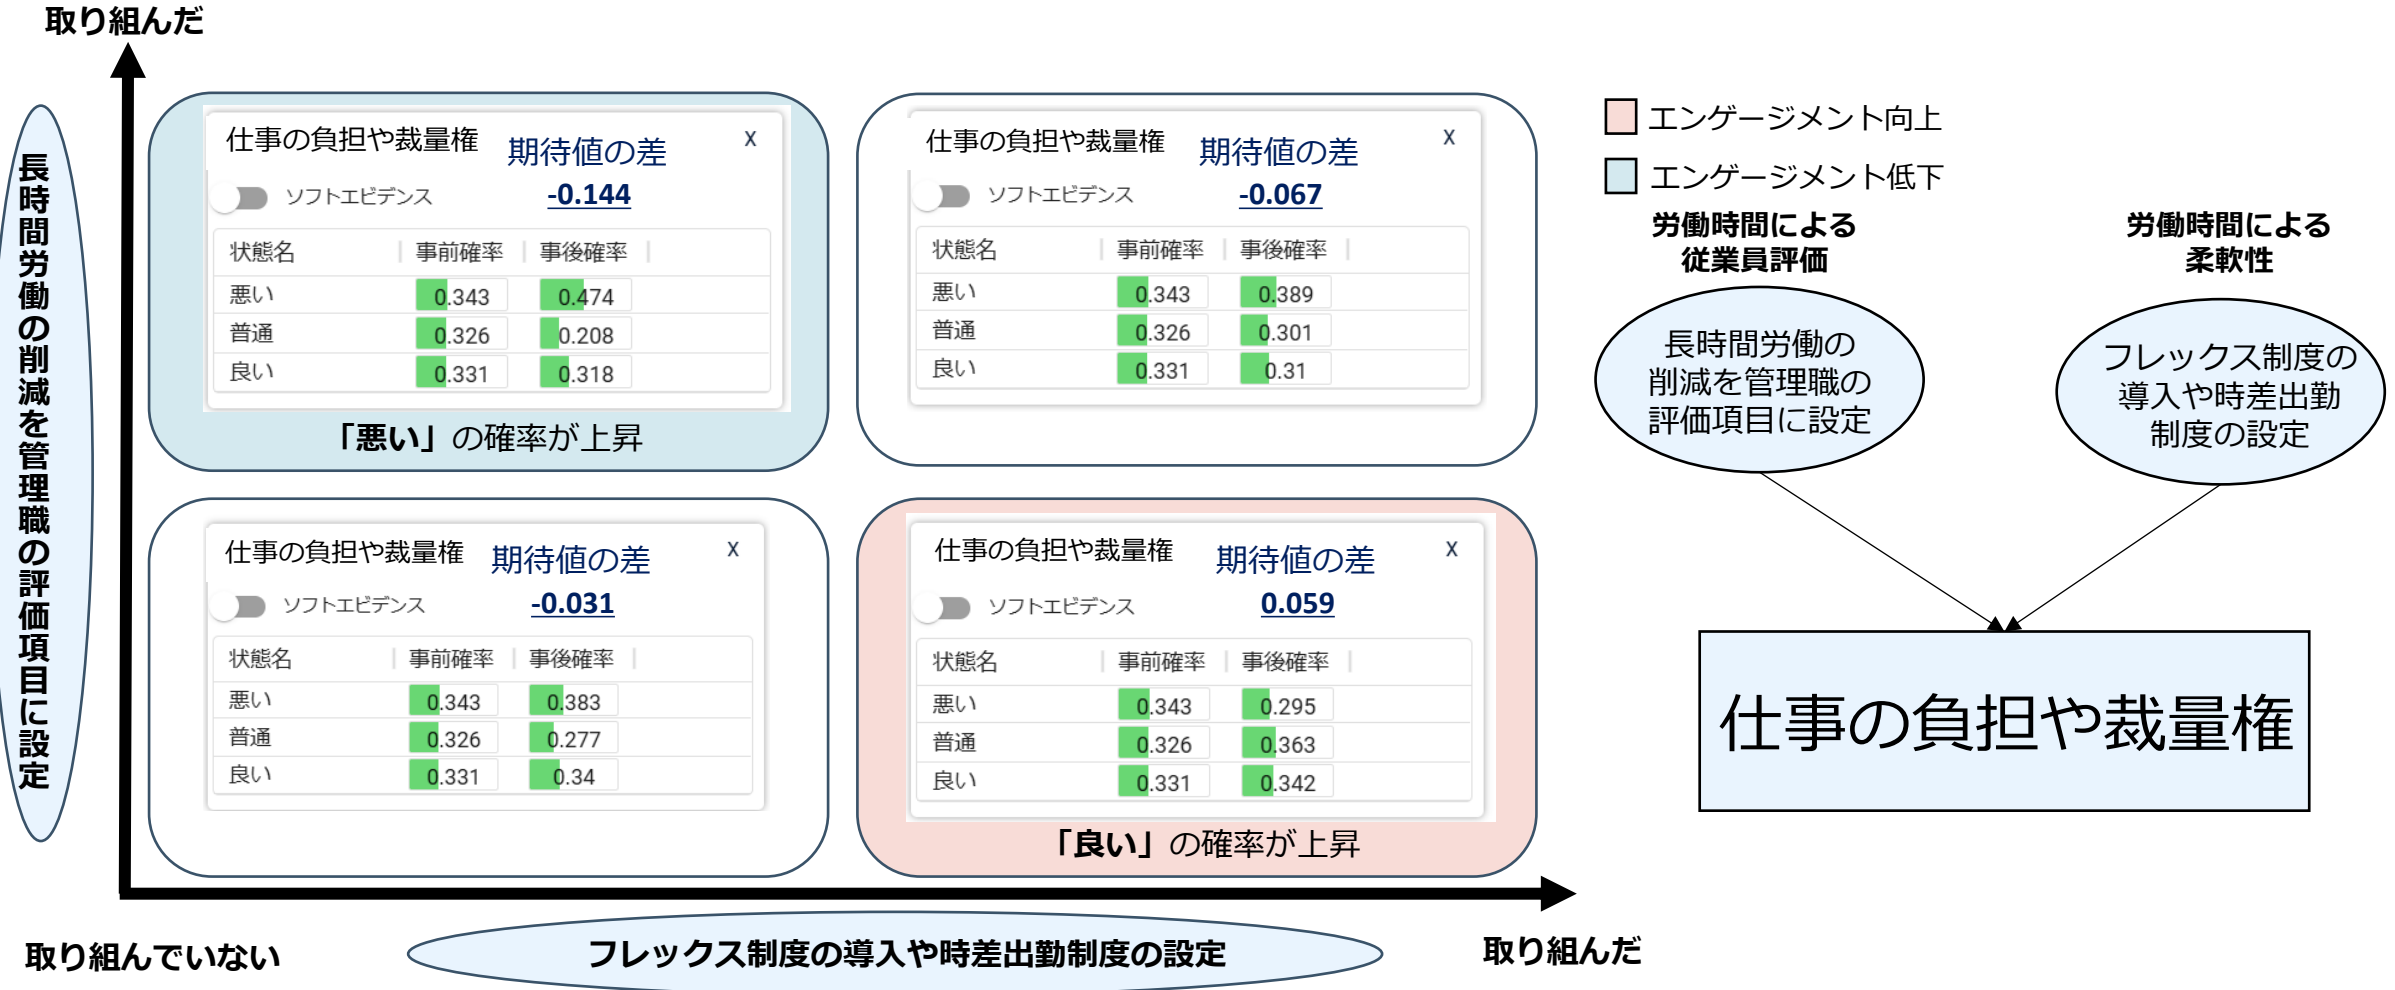 取り組んだ
長時間労働の削減を管理職の評価項目に設定
仕事の負担や裁量権 期待値の差 X
ソフトエビデンス -0.144
状態名 事前確率 事後確率
悪い 0.343 0.474
普通 0.326 0.208
良い 0.331 0.318
「悪い」の確率が上昇
仕事の負担や裁量権 期待値の差 X
ソフトエビデンス -0.067
状態名 事前確率 事後確率
悪い 0.343 0.389
普通 0.326 0.301
良い 0.331 0.31
仕事の負担や裁量権 期待値の差 X
ソフトエビデンス -0.031
状態名 事前確率 事後確率
悪い 0.343 0.383
普通 0.326 0.277
良い 0.331 0.34
仕事の負担や裁量権 期待値の差 X
ソフトエビデンス 0.059
状態名 事前確率 事後確率
悪い 0.343 0.295
普通 0.326 0.363
良い 0.331 0.342
「良い」の確率が上昇
取り組んでいない
フレックス制度の導入や時差出勤制度の設定
取り組んだ
エンゲージメント向上
エンゲージメント低下
労働時間による
従業員評価
長時間労働の
削減を管理職の
評価項目に設定
労働時間による
柔軟性
フレックス制度の
導入や時差出勤
制度の設定
仕事の負担や裁量権